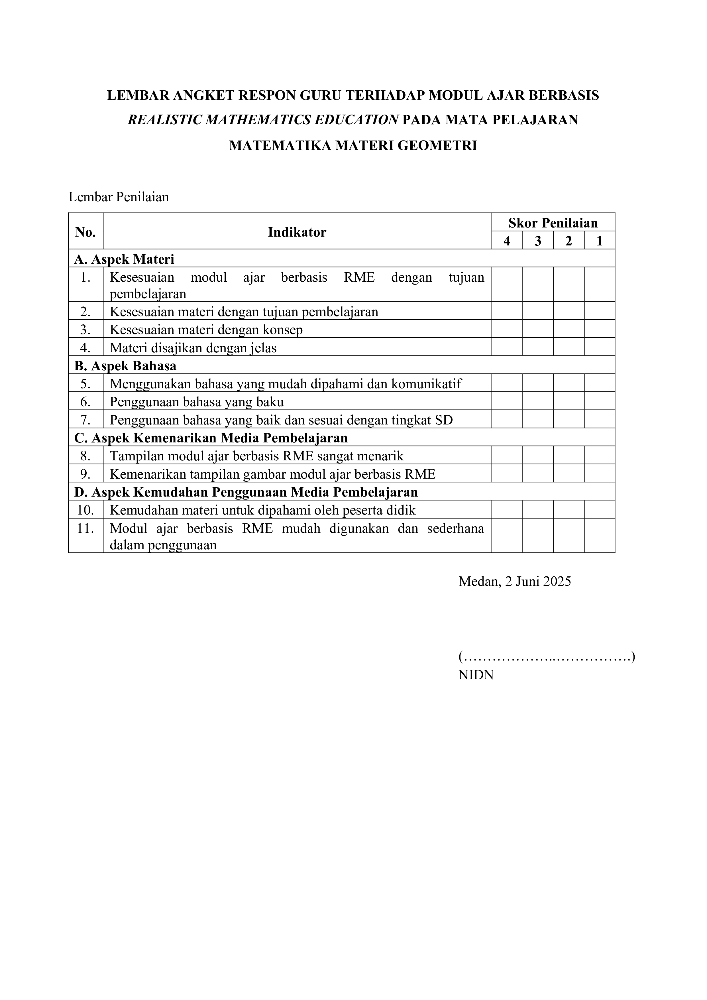 LEMBAR ANGKET RESPON GURU TERHADAP MODUL AJAR BERBASIS
REALISTIC MATHEMATICS EDUCATION PADA MATA PELAJARAN
MATEMATIKA MATERI GEOMETRI
Lembar Penilaian
No. Indikator Skor Penilaian
4 3 2 1
A. Aspek Materi
1. Kesesuaian modul ajar berbasis RME dengan tujuan
pembelajaran
2. Kesesuaian materi dengan tujuan pembelajaran
3. Kesesuaian materi dengan konsep
4. Materi disajikan dengan jelas
B. Aspek Bahasa
5. Menggunakan bahasa yang mudah dipahami dan komunikatif
6. Penggunaan bahasa yang baku
7. Penggunaan bahasa yang baik dan sesuai dengan tingkat SD
C. Aspek Kemenarikan Media Pembelajaran
8. Tampilan modul ajar berbasis RME sangat menarik
9. Kemenarikan tampilan gambar modul ajar berbasis RME
D. Aspek Kemudahan Penggunaan Media Pembelajaran
10. Kemudahan materi untuk dipahami oleh peserta didik
11. Modul ajar berbasis RME mudah digunakan dan sederhana
dalam penggunaan
Medan, 2 Juni 2025
(…………………..…………….)
NIDN